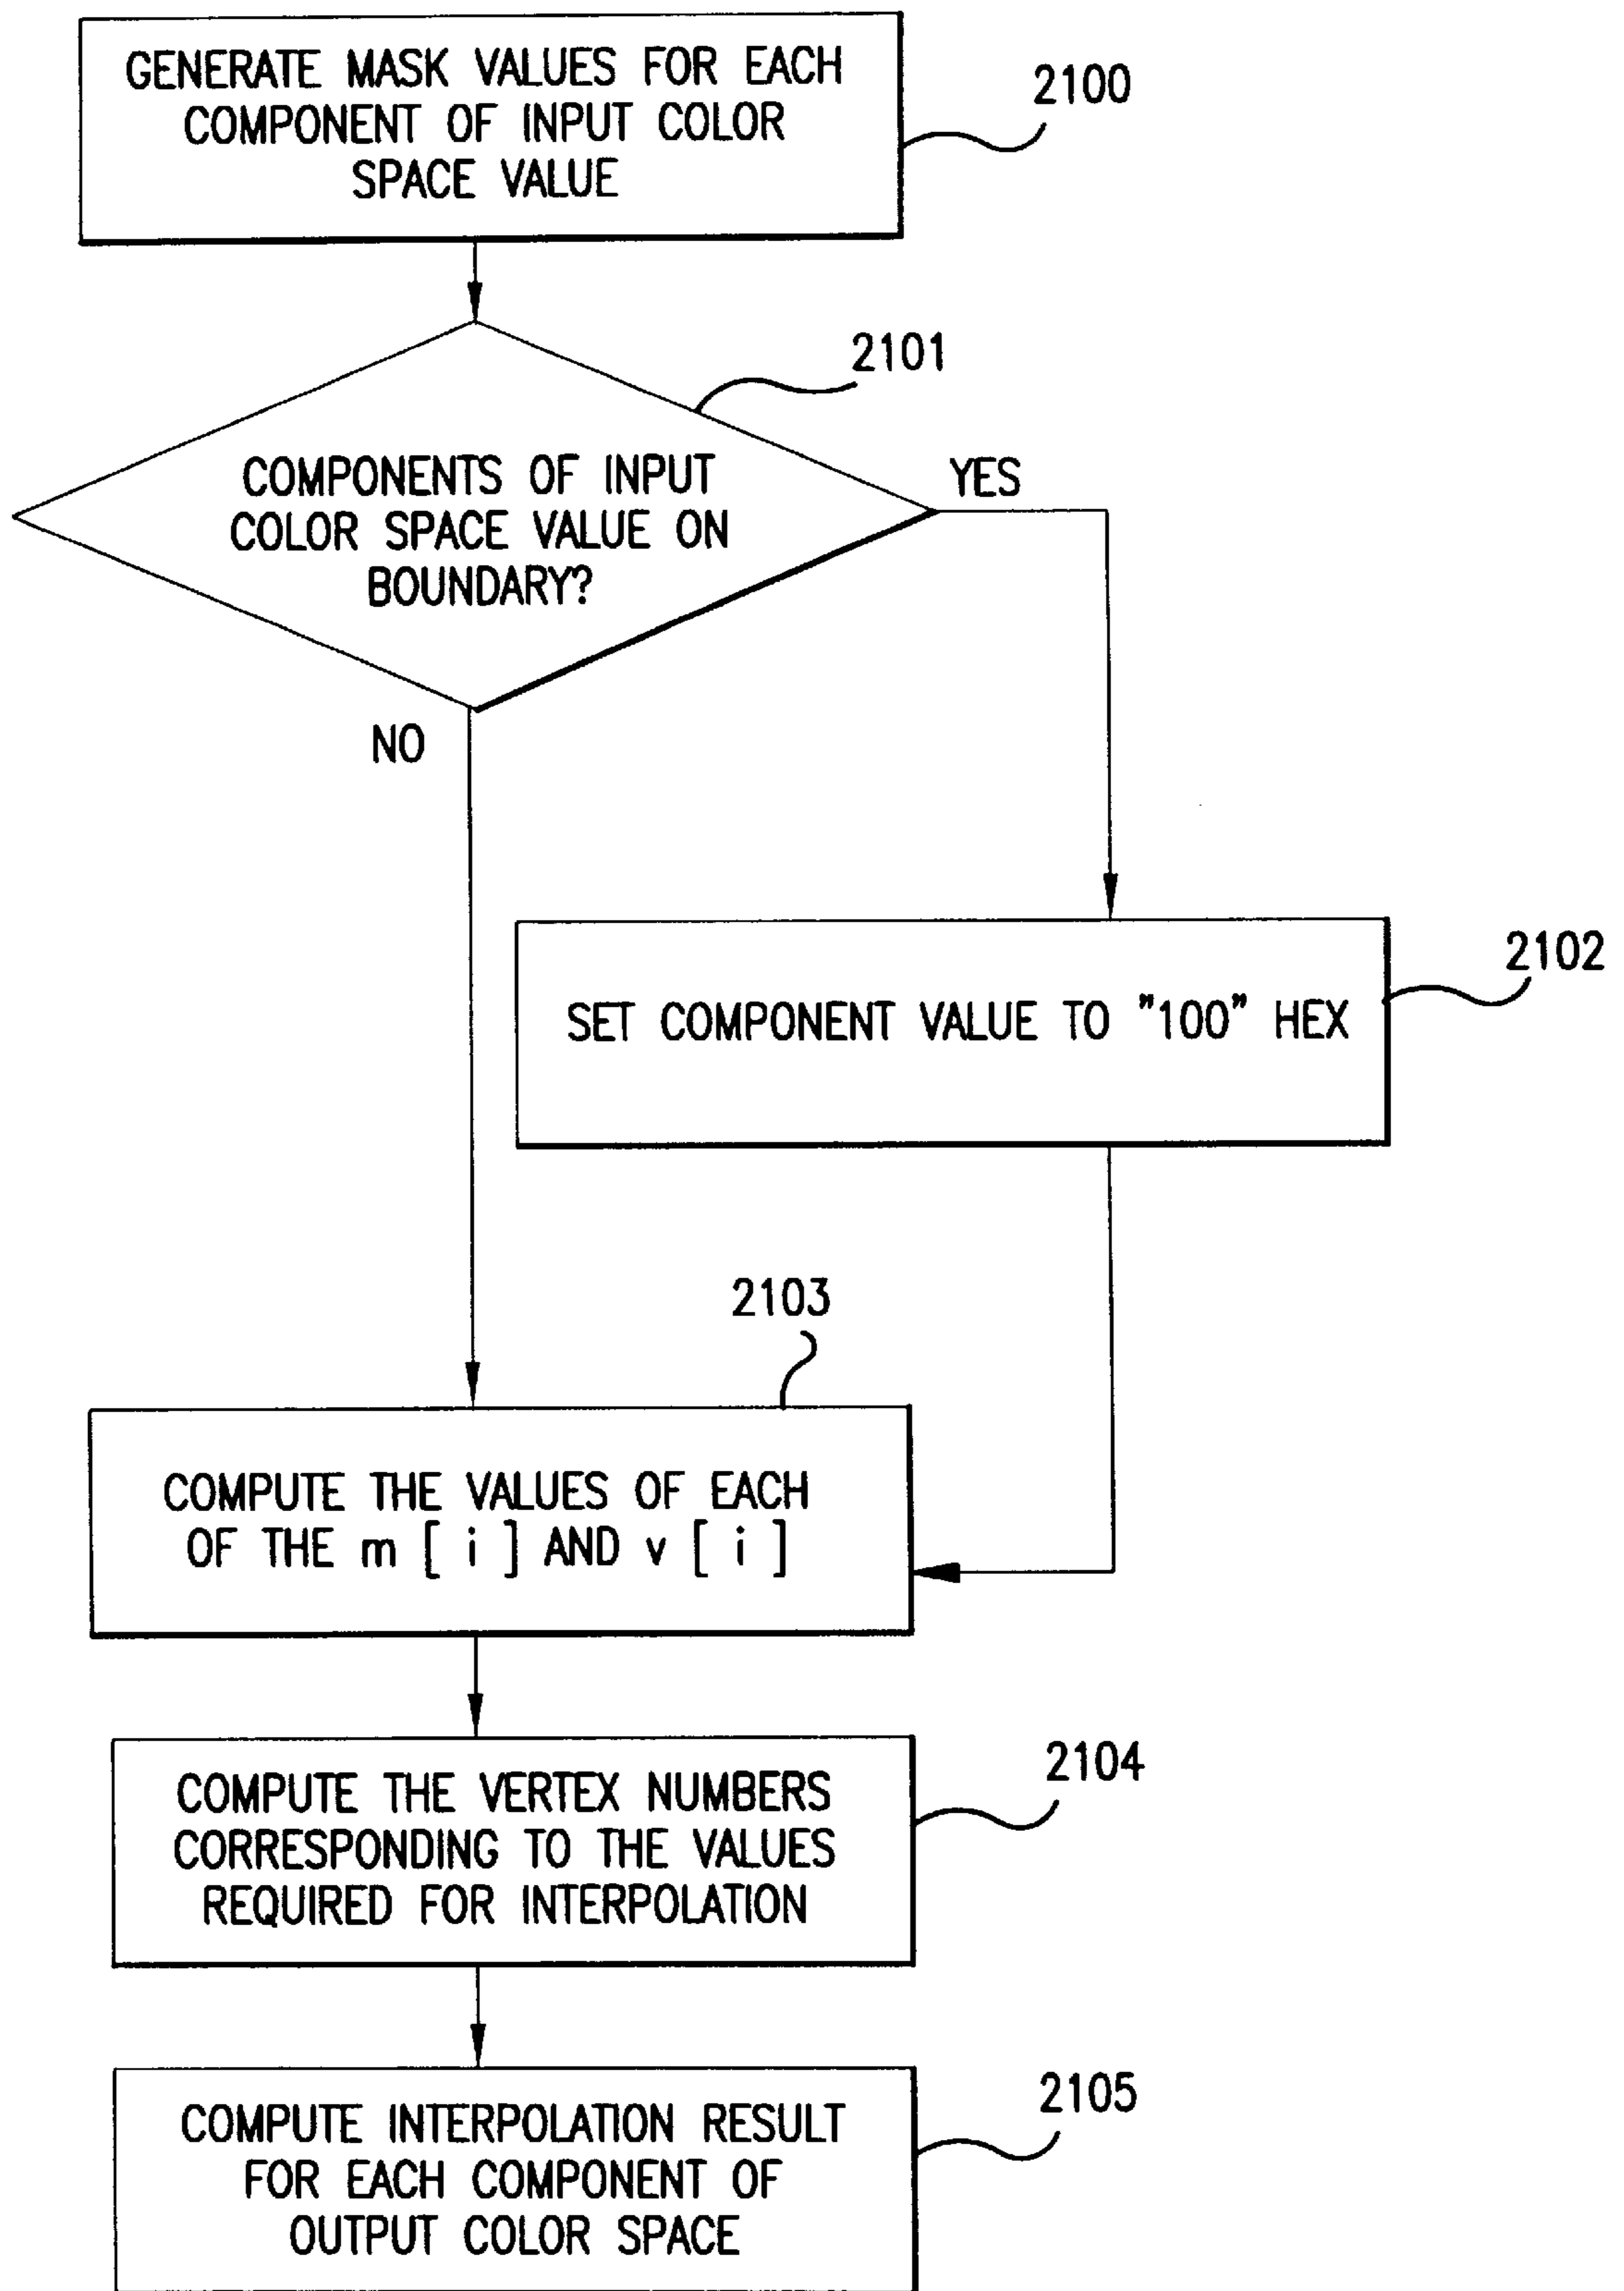 GENERATE MASK VALUES FOR EACH
COMPONENT OF INPUT COLOR
SPACE VALUE
2100
2101
COMPONENTS OF INPUT
COLOR SPACE VALUE ON
BOUNDARY?
YES
NO
2102
SET COMPONENT VALUE TO "100" HEX
2103
COMPUTE THE VALUES OF EACH
OF THE m [ i ] AND v [ i ]
2104
COMPUTE THE VERTEX NUMBERS
CORRESPONDING TO THE VALUES
REQUIRED FOR INTERPOLATION
2105
COMPUTE INTERPOLATION RESULT
FOR EACH COMPONENT OF
OUTPUT COLOR SPACE